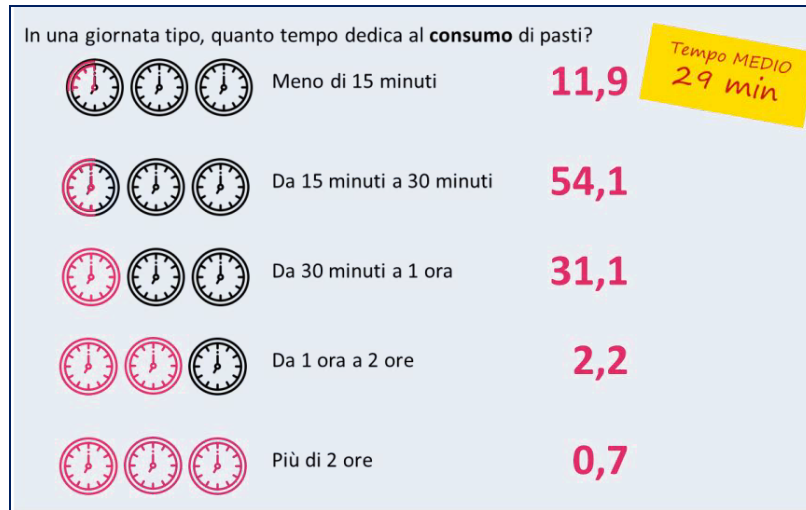 In una giornata tipo, quanto tempo dedica al consumo di pasti?
Tempo MEDIO
29 min
Meno di 15 minuti 11,9
Da 15 minuti a 30 minuti 54,1
Da 30 minuti a 1 ora 31,1
Da 1 ora a 2 ore 2,2
Più di 2 ore 0,7